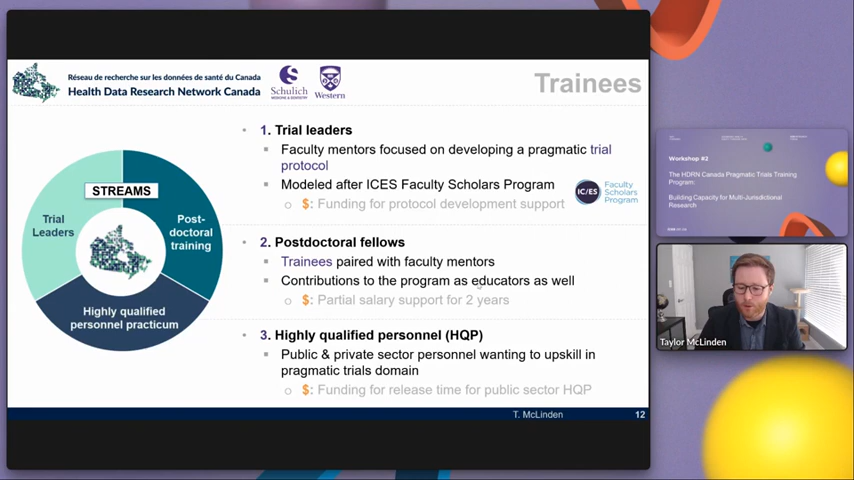 Réseau de recherche sur les données de santé du Canada
Health Data Research Network Canada
Schulich
MEDICINE & DENTISTRY
Western
Trainees
STREAMS
Trial
Leaders
Post-
doctoral
training
Highly qualified
personnel practicum
1. Trial leaders
Faculty mentors focused on developing a pragmatic trial
protocol
Modeled after ICES Faculty Scholars Program
$: Funding for protocol development support
IC/ES
Faculty
Scholars
Program
2. Postdoctoral fellows
Trainees paired with faculty mentors
Contributions to the program as educators as well
$: Partial salary support for 2 years
3. Highly qualified personnel (HQP)
Public & private sector personnel wanting to upskill in
pragmatic trials domain
$: Funding for release time for public sector HQP
T. McLinden
12
Workshop #2
The HDRN Canada Pragmatic Trials Training
Program:
Building Capacity for Multi-Jurisdictional
Research
Taylor McLinden